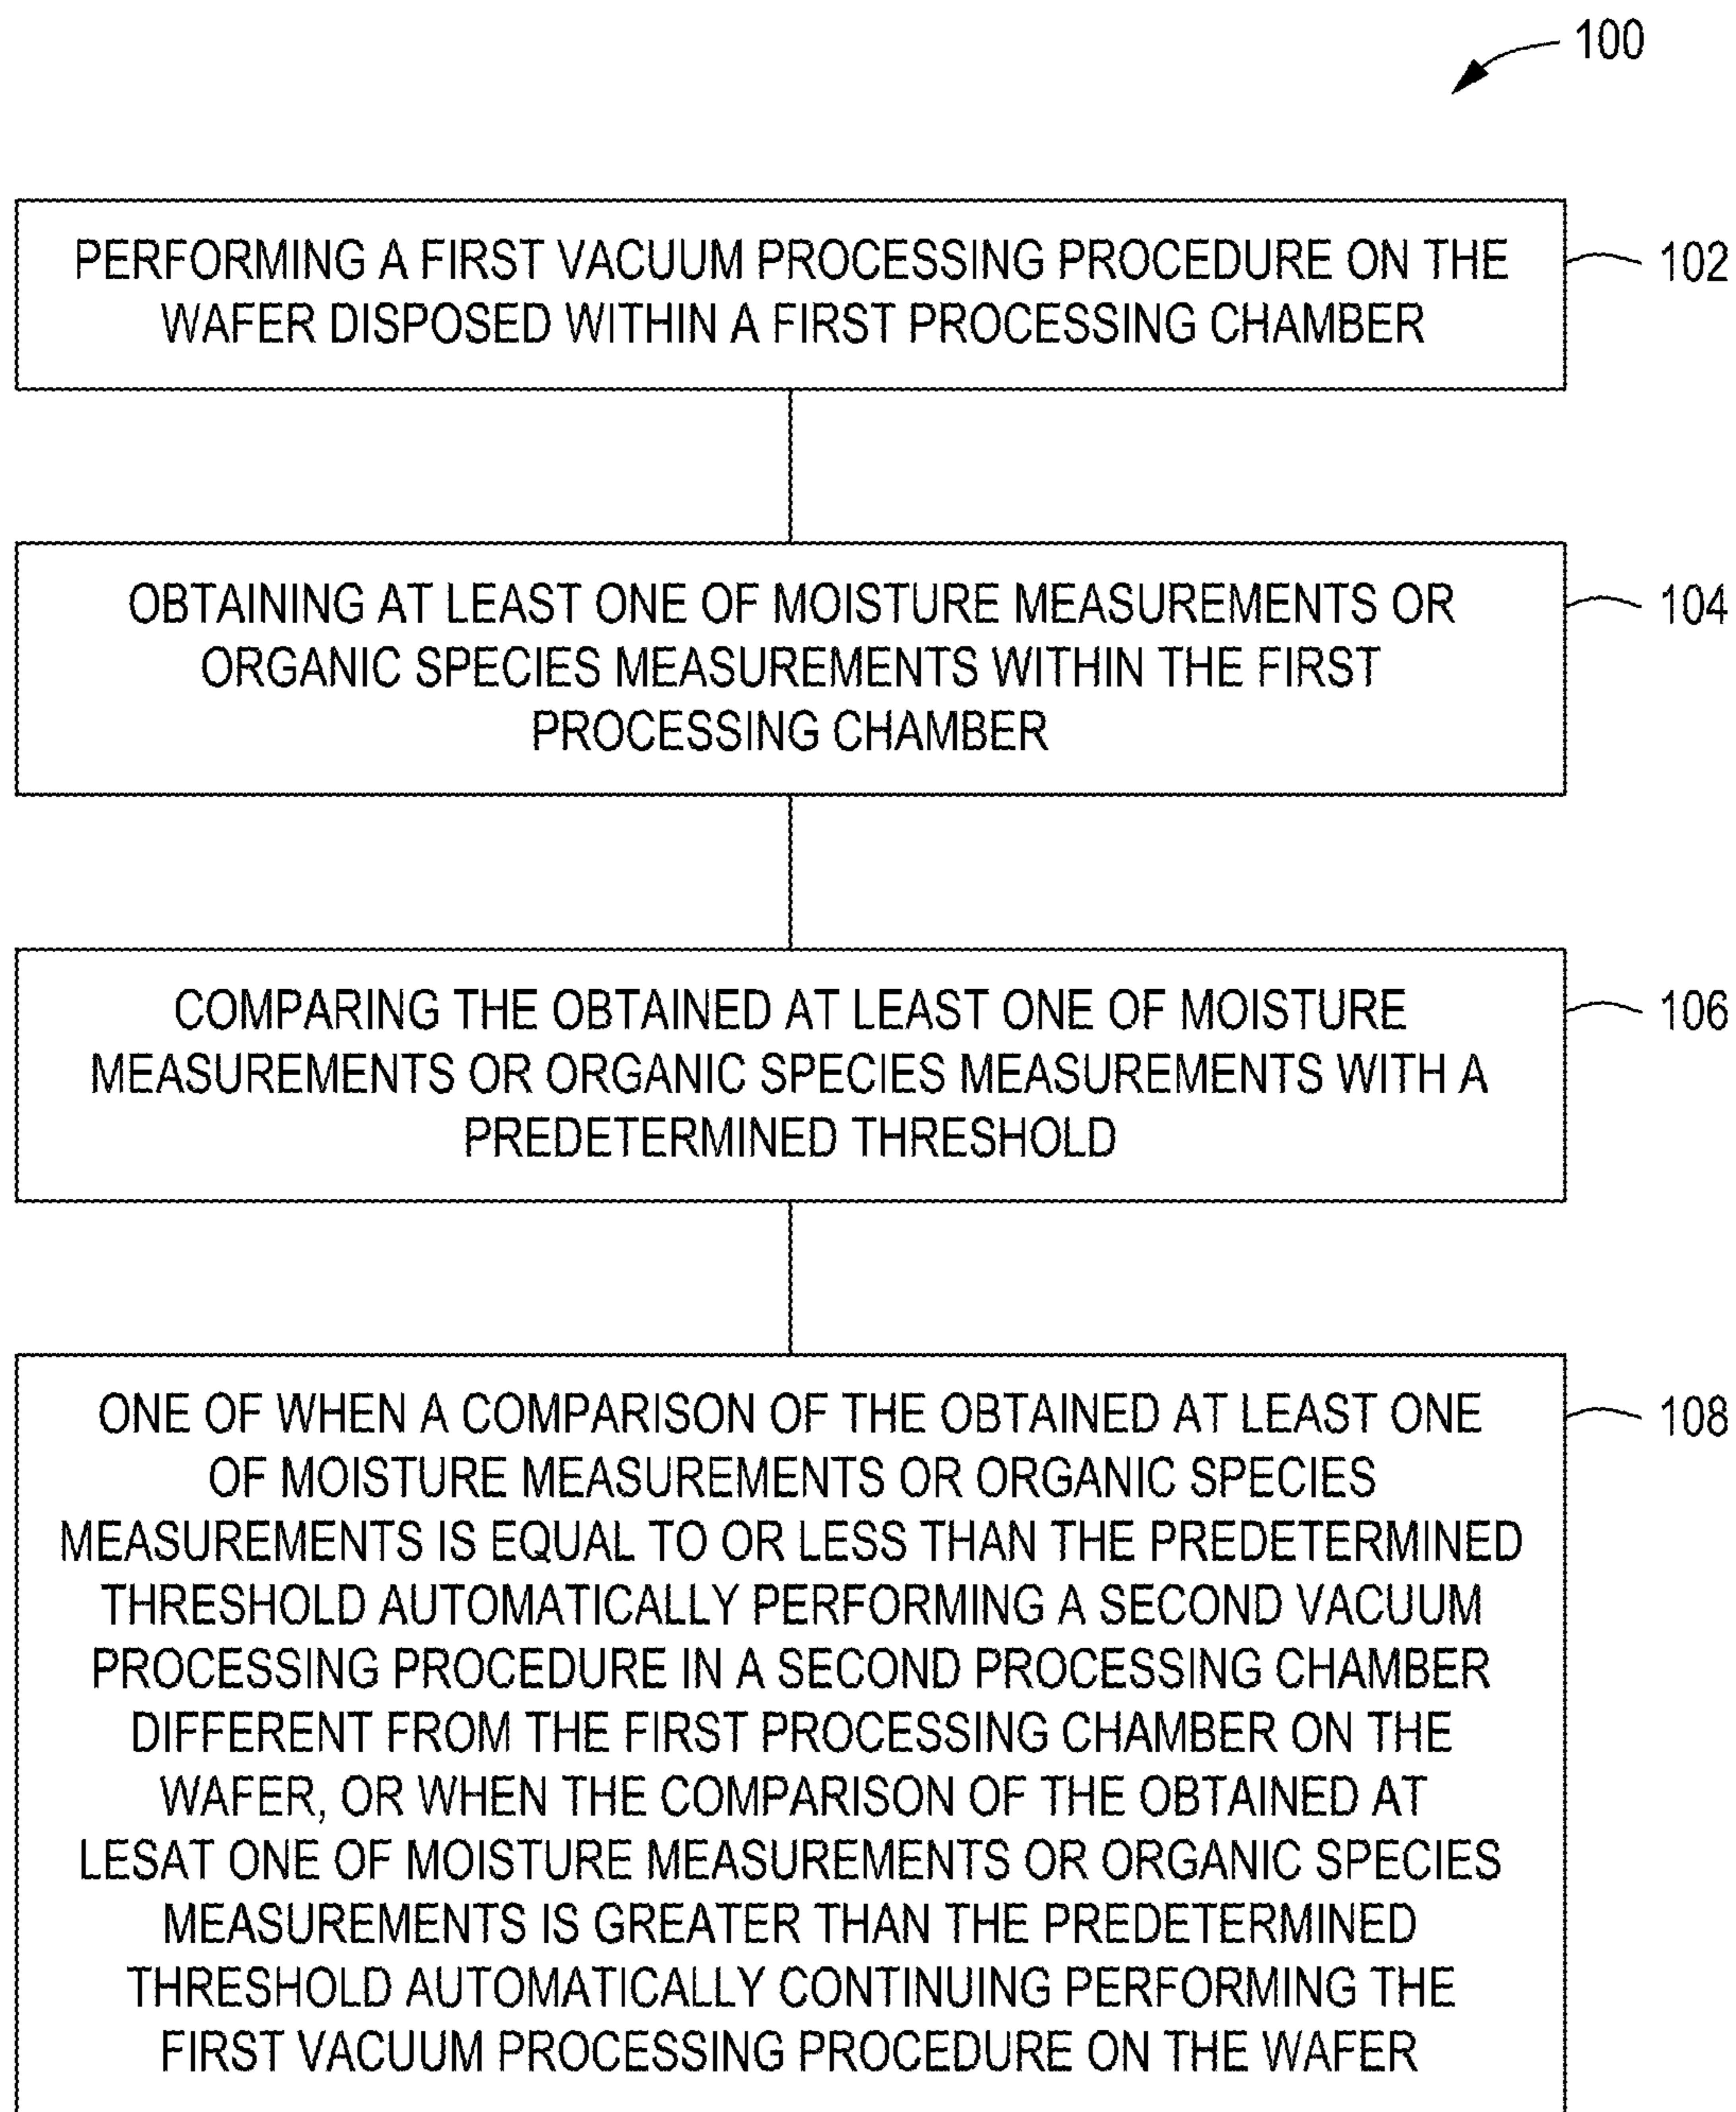 100
PERFORMING A FIRST VACUUM PROCESSING PROCEDURE ON THE
WAFER DISPOSED WITHIN A FIRST PROCESSING CHAMBER
102
OBTAINING AT LEAST ONE OF MOISTURE MEASUREMENTS OR
ORGANIC SPECIES MEASUREMENTS WITHIN THE FIRST
PROCESSING CHAMBER
104
COMPARING THE OBTAINED AT LEAST ONE OF MOISTURE
MEASUREMENTS OR ORGANIC SPECIES MEASUREMENTS WITH A
PREDETERMINED THRESHOLD
106
ONE OF WHEN A COMPARISON OF THE OBTAINED AT LEAST ONE
OF MOISTURE MEASUREMENTS OR ORGANIC SPECIES
MEASUREMENTS IS EQUAL TO OR LESS THAN THE PREDETERMINED
THRESHOLD AUTOMATICALLY PERFORMING A SECOND VACUUM
PROCESSING PROCEDURE IN A SECOND PROCESSING CHAMBER
DIFFERENT FROM THE FIRST PROCESSING CHAMBER ON THE
WAFER, OR WHEN THE COMPARISON OF THE OBTAINED AT
LESAT ONE OF MOISTURE MEASUREMENTS OR ORGANIC SPECIES
MEASUREMENTS IS GREATER THAN THE PREDETERMINED
THRESHOLD AUTOMATICALLY CONTINUING PERFORMING THE
FIRST VACUUM PROCESSING PROCEDURE ON THE WAFER
108